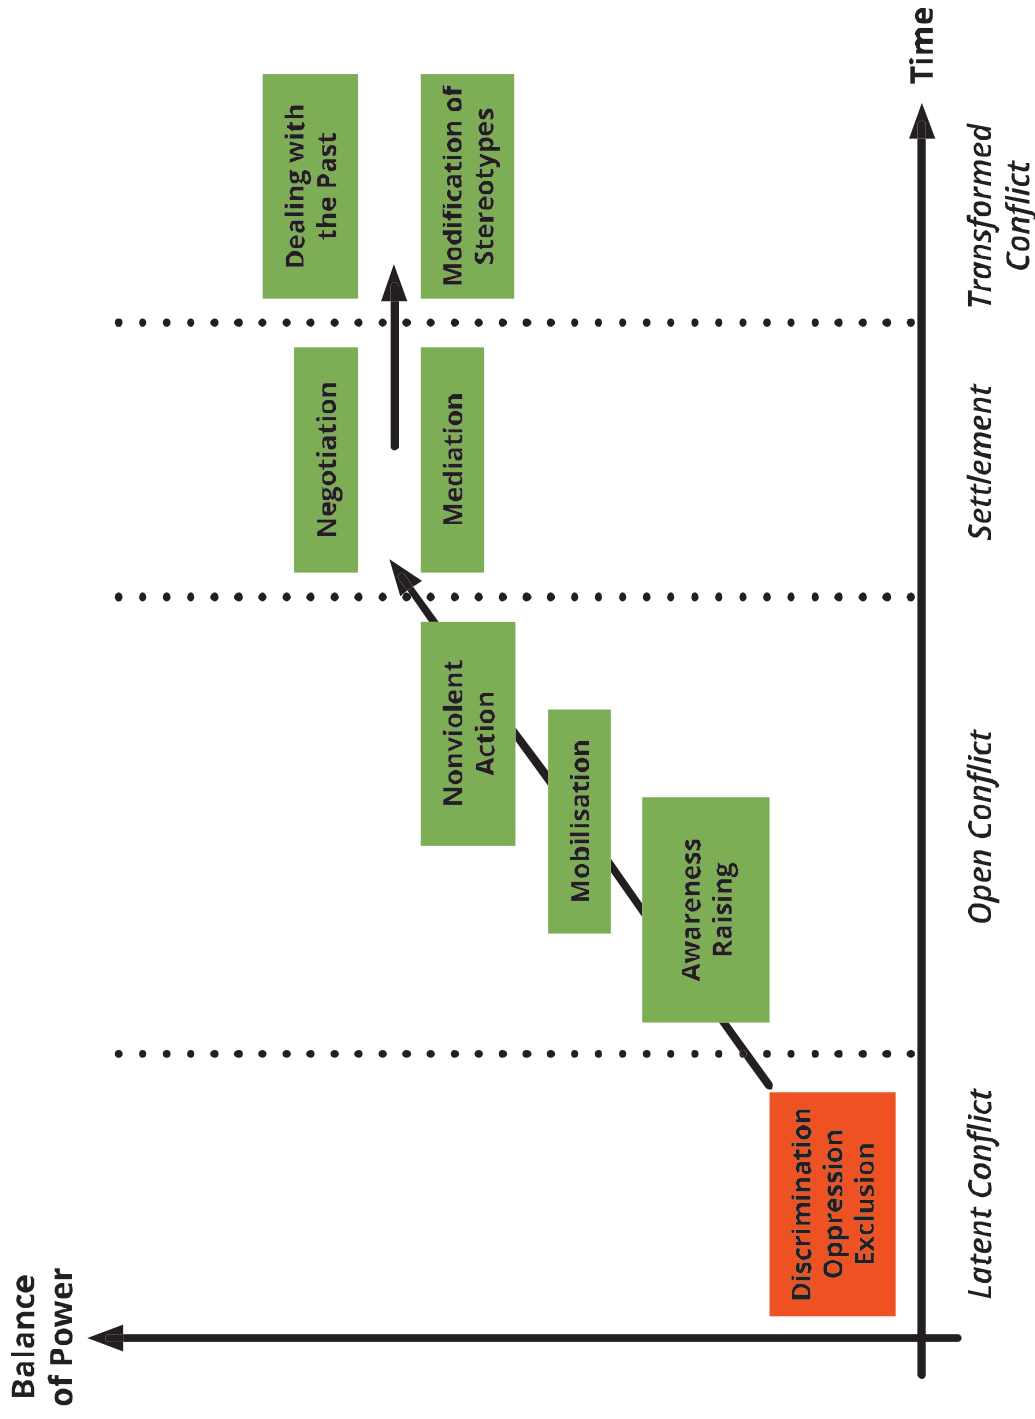 Balance
of Power
Dealing with
the Past
Negotiation
Modification of
Stereotypes
Mediation
Nonviolent
Action
Mobilisation
Awareness
Raising
Discrimination
Oppression
Exclusion
Time
Latent Conflict
Open Conflict
Settlement
Transformed
Conflict